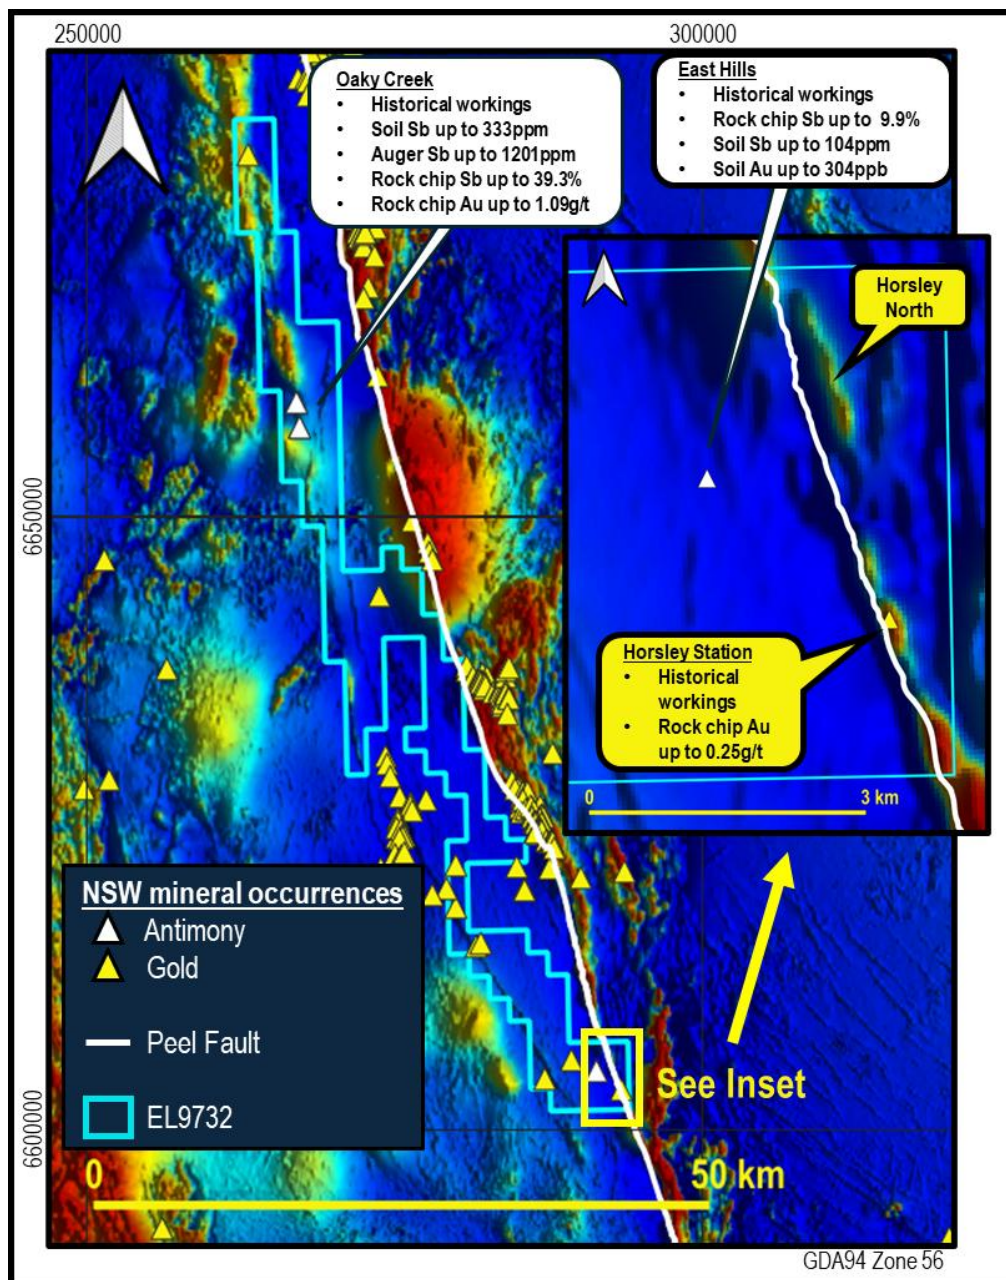 250000
300000
Oaky Creek
• Historical workings
• Soil Sb up to 333ppm
• Auger Sb up to 1201ppm
• Rock chip Sb up to 39.3%
• Rock chip Au up to 1.09g/t
East Hills
• Historical workings
• Rock chip Sb up to 9.9%
• Soil Sb up to 104ppm
• Soil Au up to 304ppb
Horsley
North
6650000
Horsley Station
• Historical
workings
• Rock chip Au
up to 0.25g/t
0
3 km
NSW mineral occurrences
Antimony
Gold
Peel Fault
EL9732
See Inset
6600000
0
50 km
GDA94 Zone 56